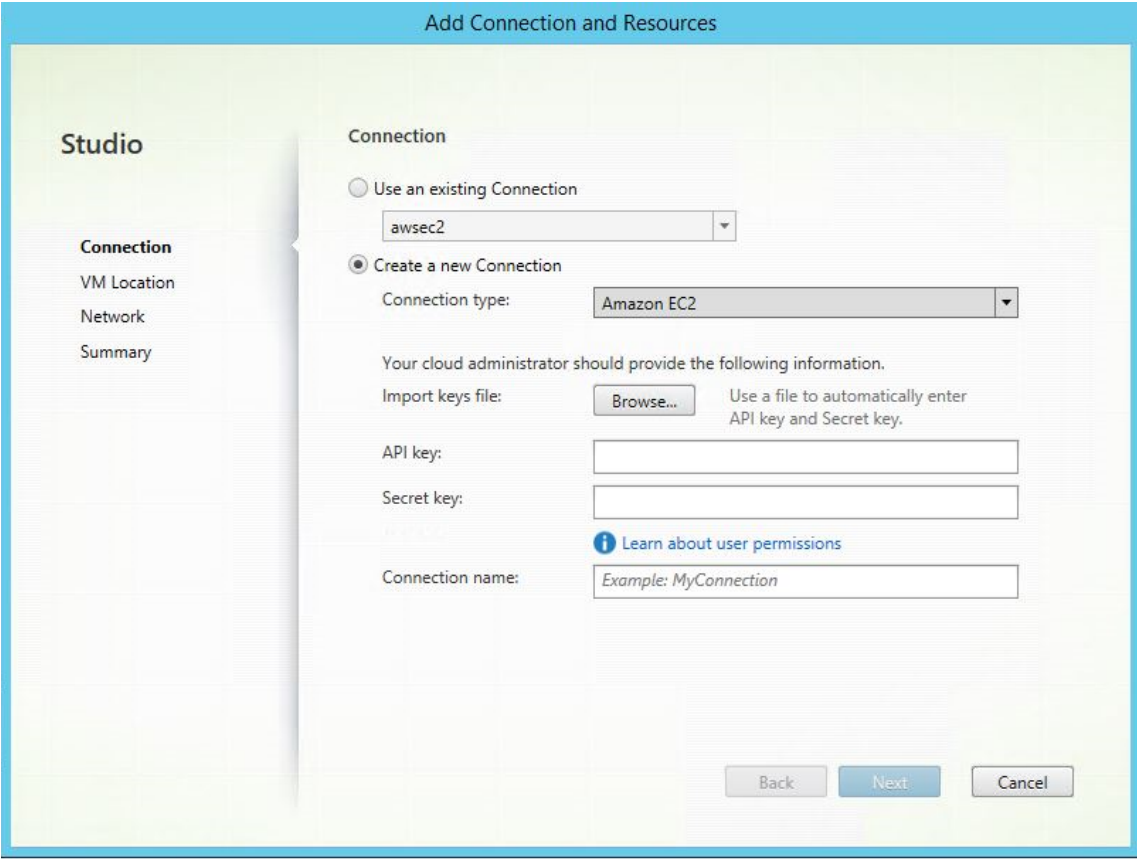 Add Connection and Resources
Studio
Connection
VM Location
Network
Summary
Connection
Use an existing Connection
awsec2
Create a new Connection
Connection type: Amazon EC2
Your cloud administrator should provide the following information.
Import keys file: Browse... Use a file to automatically enter
API key and Secret key.
API key:
Secret key:
Learn about user permissions
Connection name: Example: MyConnection
Back Next Cancel